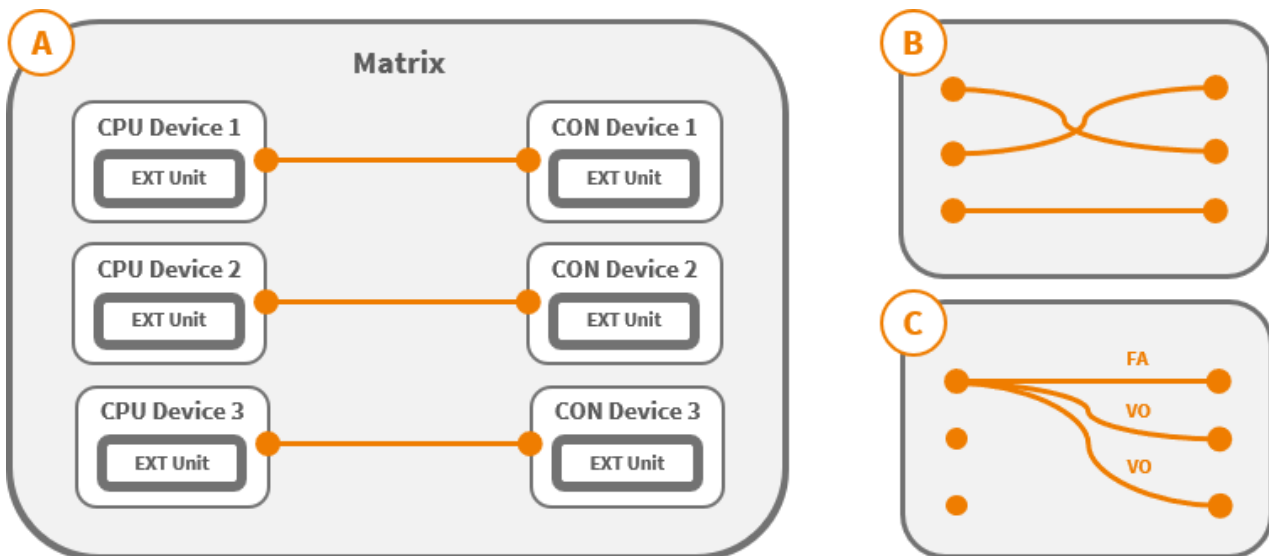 A
Matrix
CPU Device 1
EXT Unit
CON Device 1
EXT Unit
CPU Device 2
EXT Unit
CON Device 2
EXT Unit
CPU Device 3
EXT Unit
CON Device 3
EXT Unit
B
C
FA
VO
VO